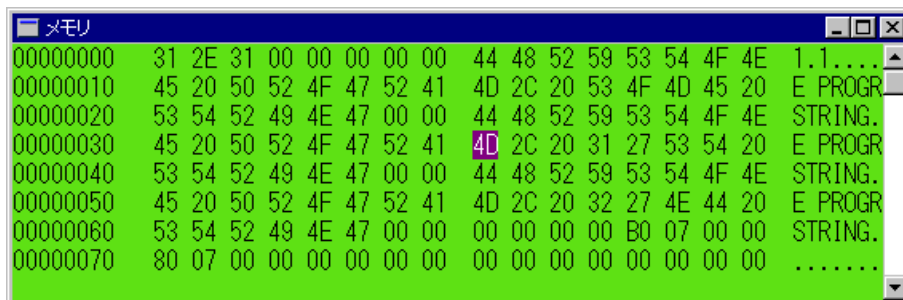 メモリ
00000000 31 2E 31 00 00 00 00 00 44 48 52 59 53 54 4F 4E 1.1....
00000010 45 20 50 52 4F 47 52 41 4D 2C 20 53 4F 4D 45 20 E PROGR
00000020 53 54 52 49 4E 47 00 00 44 48 52 59 53 54 4F 4E STRING.
00000030 45 20 50 52 4F 47 52 41 4D 2C 20 31 27 53 54 20 E PROGR
00000040 53 54 52 49 4E 47 00 00 44 48 52 59 53 54 4F 4E STRING.
00000050 45 20 50 52 4F 47 52 41 4D 2C 20 32 27 4E 44 20 E PROGR
00000060 53 54 52 49 4E 47 00 00 00 00 00 00 B0 07 00 00 STRING.
00000070 80 07 00 00 00 00 00 00 00 00 00 00 00 00 00 00 .......